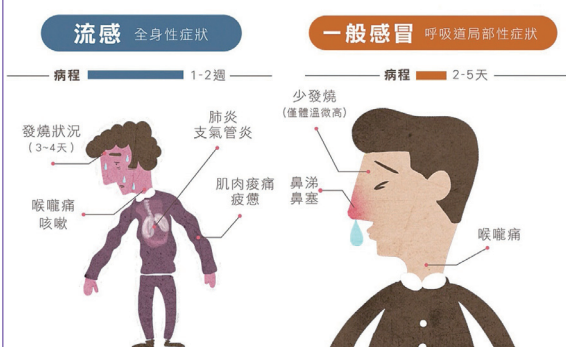 流感 全身性症狀
病程 1-2週
發燒狀況
(3~4天)
肺炎
支氣管炎
喉嚨痛
咳嗽
肌肉痠痛
疲憊
一般感冒 呼吸道局部性症狀
病程 2-5天
少發燒
(僅體溫微高)
鼻涕
鼻塞
喉嚨痛